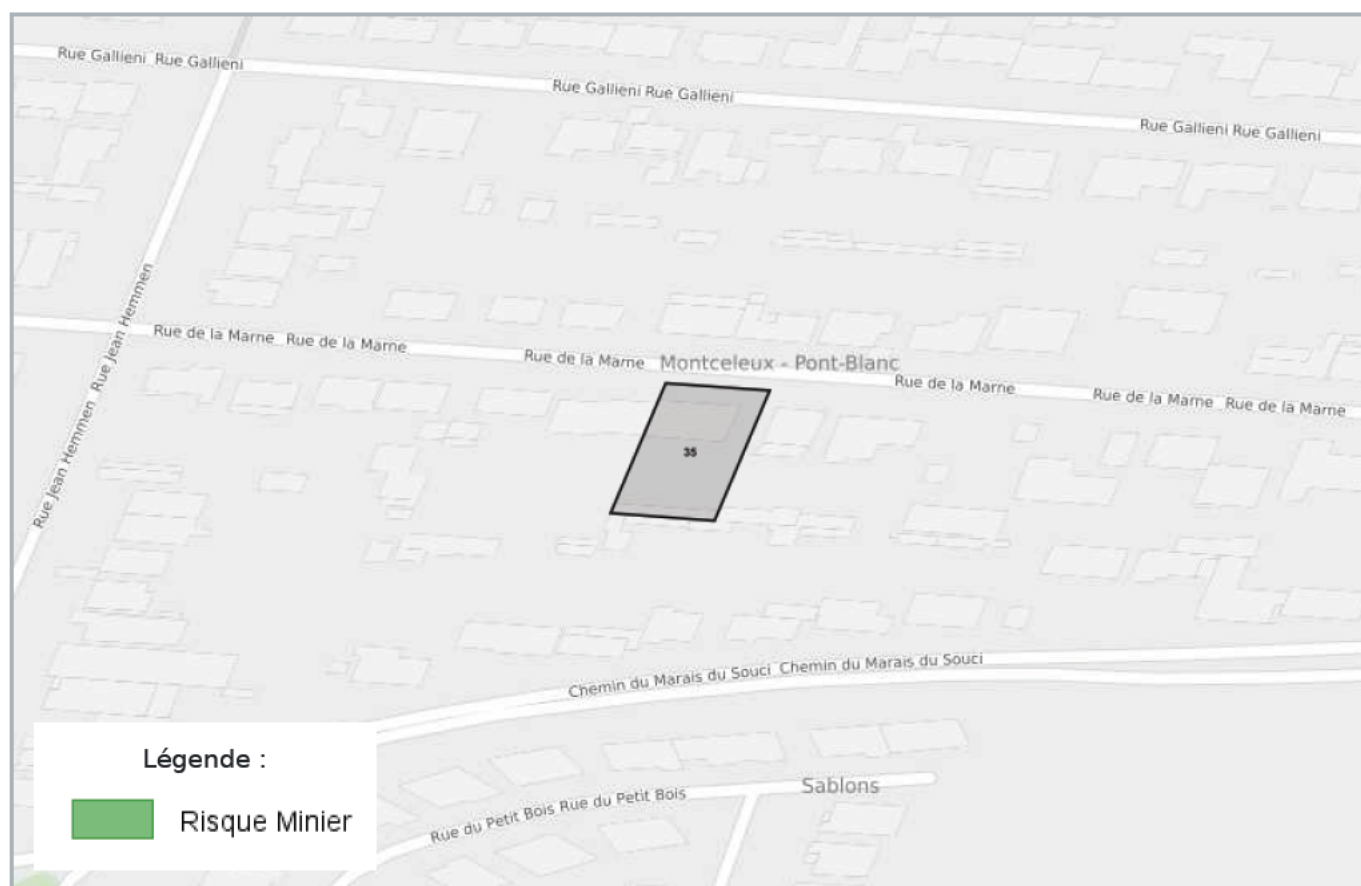 Rue Gallieni Rue Gallieni
Rue Gallieni Rue Gallieni
Rue Gallieni Rue Gallieni
Rue Jean Hemmen Rue Jean Hemmen
Rue de la Marne Rue de la Marne
Rue de la Marne
Montceleux - Pont-Blanc
Rue de la Marne
Rue de la Marne Rue de la Marne
35
Chemin du Marais du Souci Chemin du Marais du Souci
Légende :
Risque Minier
Sablons
Rue du Petit Bois Rue du Petit Bois